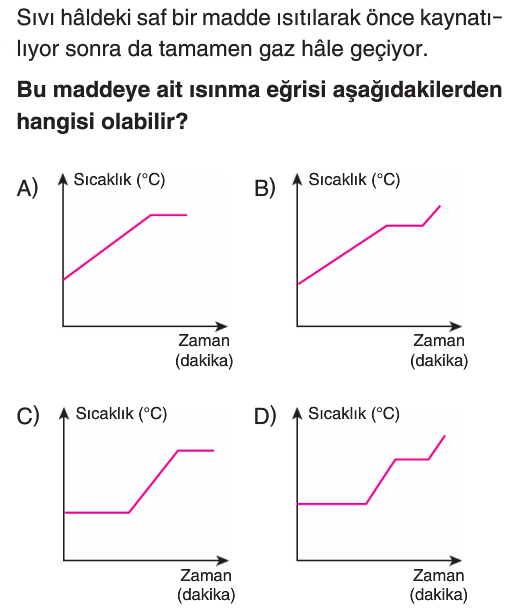 Sıvı hâldeki saf bir madde ısıtılarak önce kaynatı-
lıyor sonra da tamamen gaz hâle geçiyor.
Bu maddeye ait ısınma eğrisi aşağıdakilerden
hangisi olabilir?
A) Sıcaklık (°C)
Zaman
(dakika)
B) Sıcaklık (°C)
Zaman
(dakika)
C) Sıcaklık (°C)
Zaman
(dakika)
D) Sıcaklık (°C)
Zaman
(dakika)